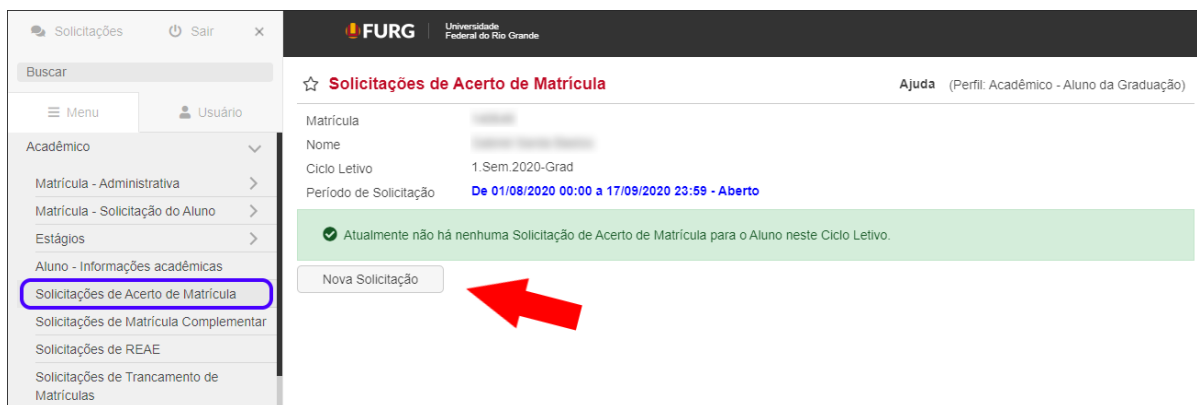 Solicitações Sair ×
Buscar
Menu Usuário
Acadêmico
Matrícula - Administrativa
Matrícula - Solicitação do Aluno
Estágios
Aluno - Informações acadêmicas
Solicitações de Acerto de Matrícula
Solicitações de Matrícula Complementar
Solicitações de REAE
Solicitações de Trancamento de
Matrículas
FURG
Universidade
Federal do Rio Grande
Solicitações de Acerto de Matrícula
Ajuda (Perfil: Acadêmico - Aluno da Graduação)
Matrícula
Nome
Ciclo Letivo 1.Sem.2020-Grad
Período de Solicitação De 01/08/2020 00:00 a 17/09/2020 23:59 - Aberto
Atualmente não há nenhuma Solicitação de Acerto de Matrícula para o Aluno neste Ciclo Letivo.
Nova Solicitação